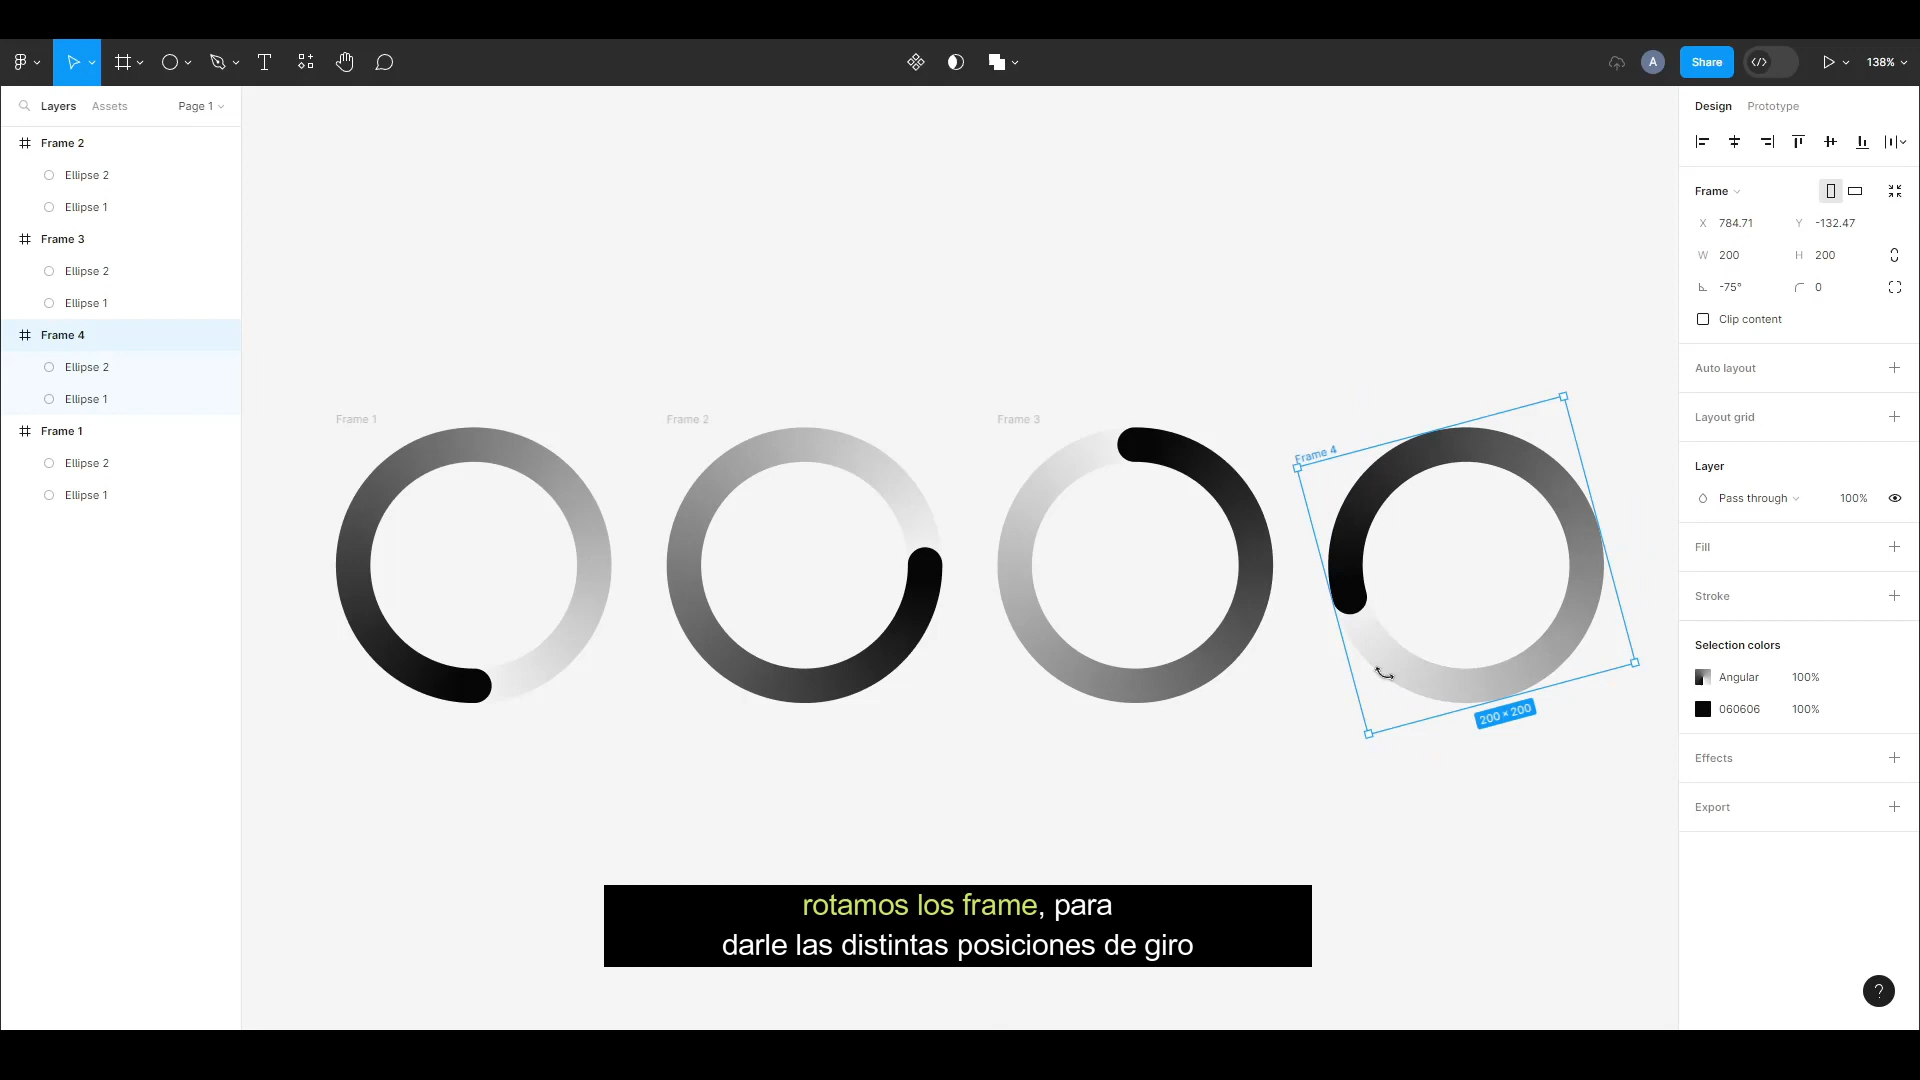 A
Share
138%
Layers
Assets
Page 1
Frame 2
Ellipse 2
Ellipse 1
Frame 3
Ellipse 2
Ellipse 1
Frame 4
Ellipse 2
Ellipse 1
Frame 1
Ellipse 2
Ellipse 1
Frame 1
Frame 2
Frame 3
Frame 4
200 × 200
rotamos los frame, para
darle las distintas posiciones de giro
Design
Prototype
Frame
X 784.71 Y -132.47
W 200 H 200
-75° 0
Clip content
Auto layout
Layout grid
Layer
Pass through 100%
Fill
Stroke
Selection colors
Angular 100%
060606 100%
Effects
Export
?